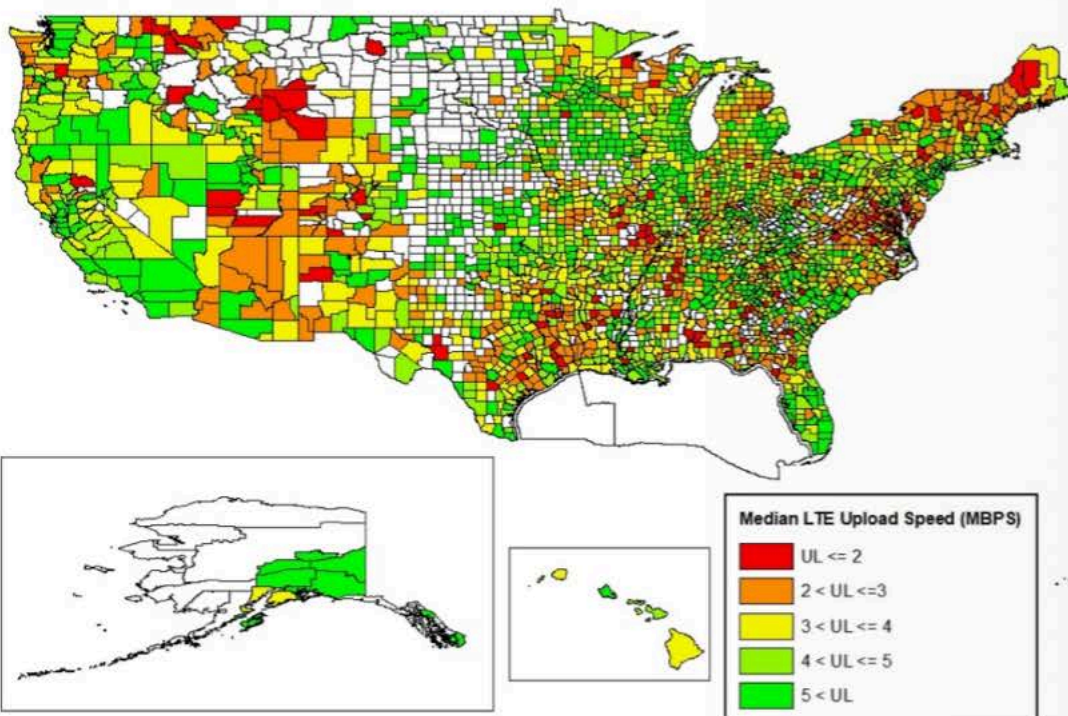 Median LTE Upload Speed (MBPS)
UL <= 2
2 < UL <=3
3 < UL <= 4
4 < UL <= 5
5 < UL